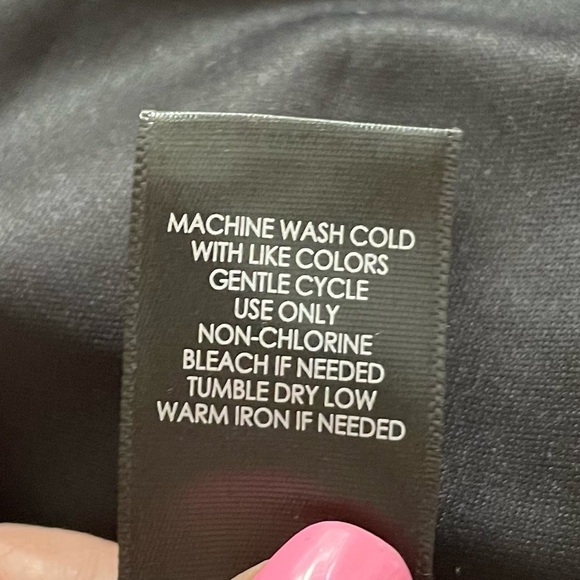 MACHINE WASH COLD
WITH LIKE COLORS
GENTLE CYCLE
USE ONLY
NON-CHLORINE
BLEACH IF NEEDED
TUMBLE DRY LOW
WARM IRON IF NEEDED